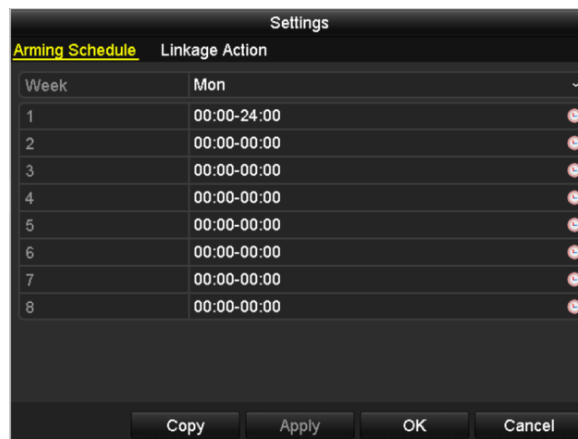 Settings
Arming Schedule Linkage Action
Week Mon
1 00:00-24:00
2 00:00-00:00
3 00:00-00:00
4 00:00-00:00
5 00:00-00:00
6 00:00-00:00
7 00:00-00:00
8 00:00-00:00
Copy Apply OK Cancel